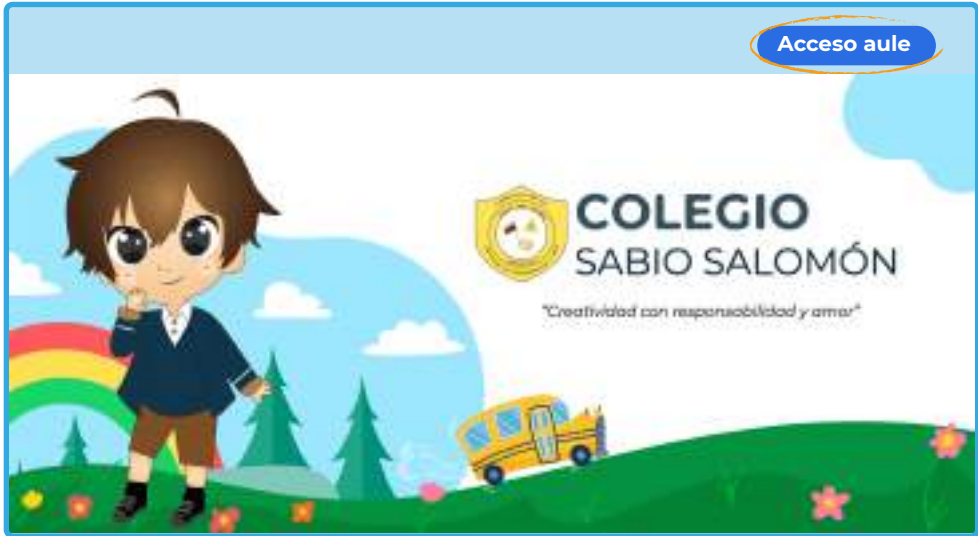 Acceso aule
COLEGIO
SABIO SALOMÓN
"Creatividad con responsabilidad y amor"